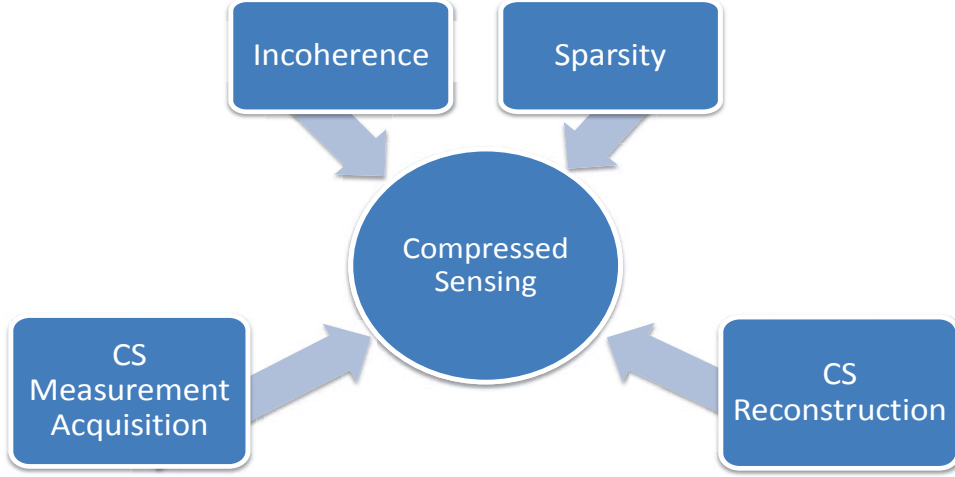 Incoherence
Sparsity
Compressed
Sensing
CS
Measurement
Acquisition
CS
Reconstruction